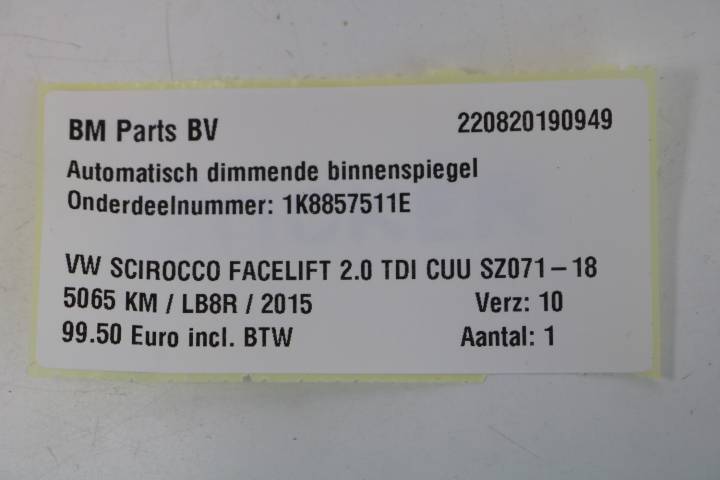 BM Parts BV 220820190949
Automatisch dimmende binnenspiegel
Onderdeelnummer: 1K8857511E
VW SCIROCCO FACELIFT 2.0 TDI CUU SZ071-18
5065 KM / LB8R / 2015 Verz: 10
99.50 Euro incl. BTW Aantal: 1